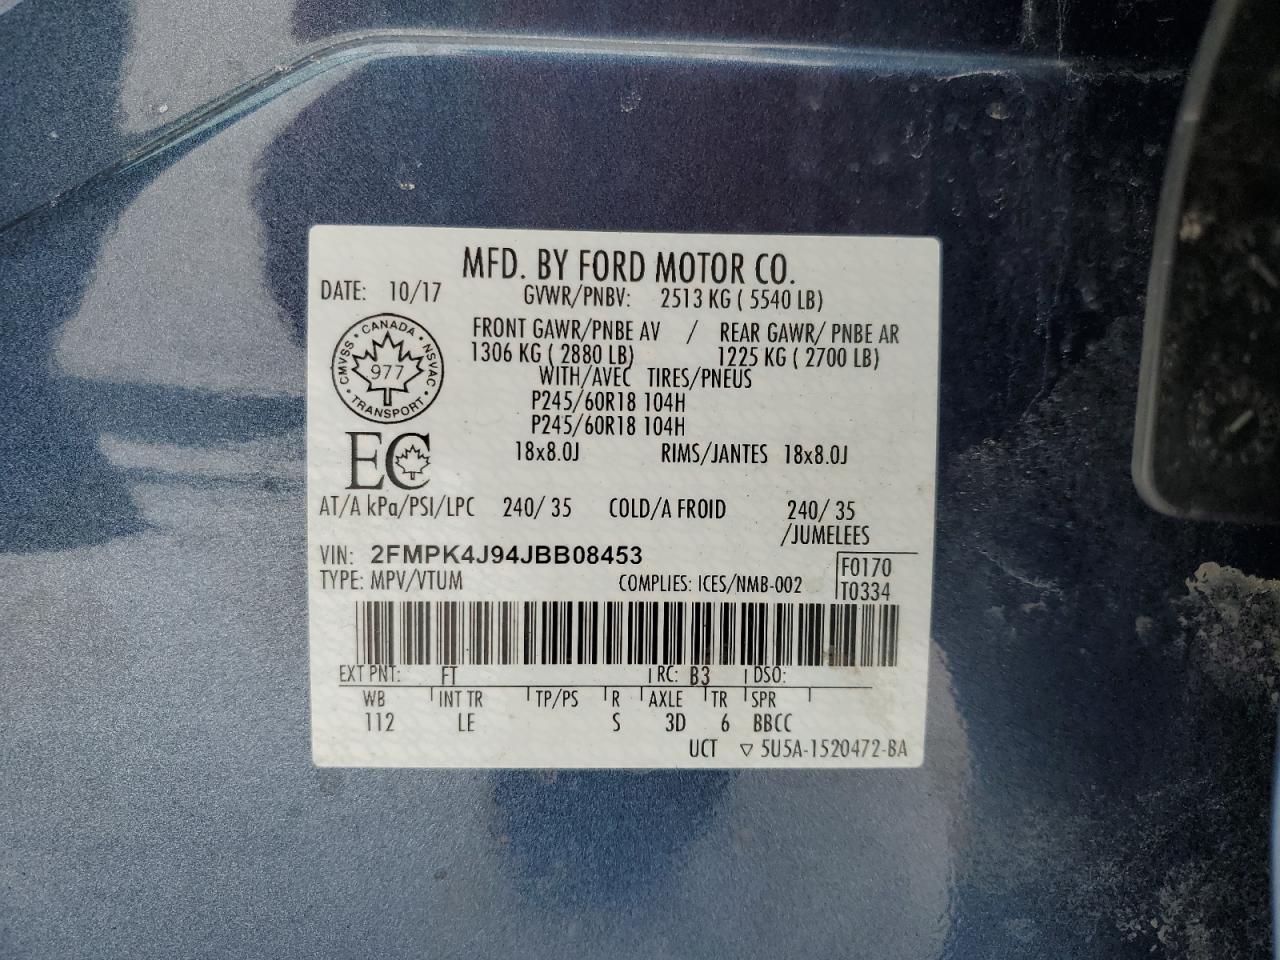 MFD. BY FORD MOTOR CO.
DATE: 10/17 GVWR/PNBV: 2513 KG ( 5540 LB)
FRONT GAWR/PNBE AV / REAR GAWR/ PNBE AR
1306 KG ( 2880 LB) 1225 KG ( 2700 LB)
WITH/AVEC TIRES/PNEUS
P245/60R18 104H
P245/60R18 104H
18x8.0J RIMS/JANTES 18x8.0J
CANADA
CMVSS • NSVAC
977
TRANSPORT
EC
AT/A kPa/PSI/LPC 240/ 35 COLD/A FROID 240/ 35
/JUMELEES
VIN: 2FMPK4J94JBB08453
F0170
TYPE: MPV/VTUM COMPLIES: ICES/NMB-002
T0334
EXT PNT: FT RC: B3 DSO:
WB INT TR TP/PS R AXLE TR SPR
112 LE S 3D 6 BBCC
UCT ▽ 5U5A-1520472-BA